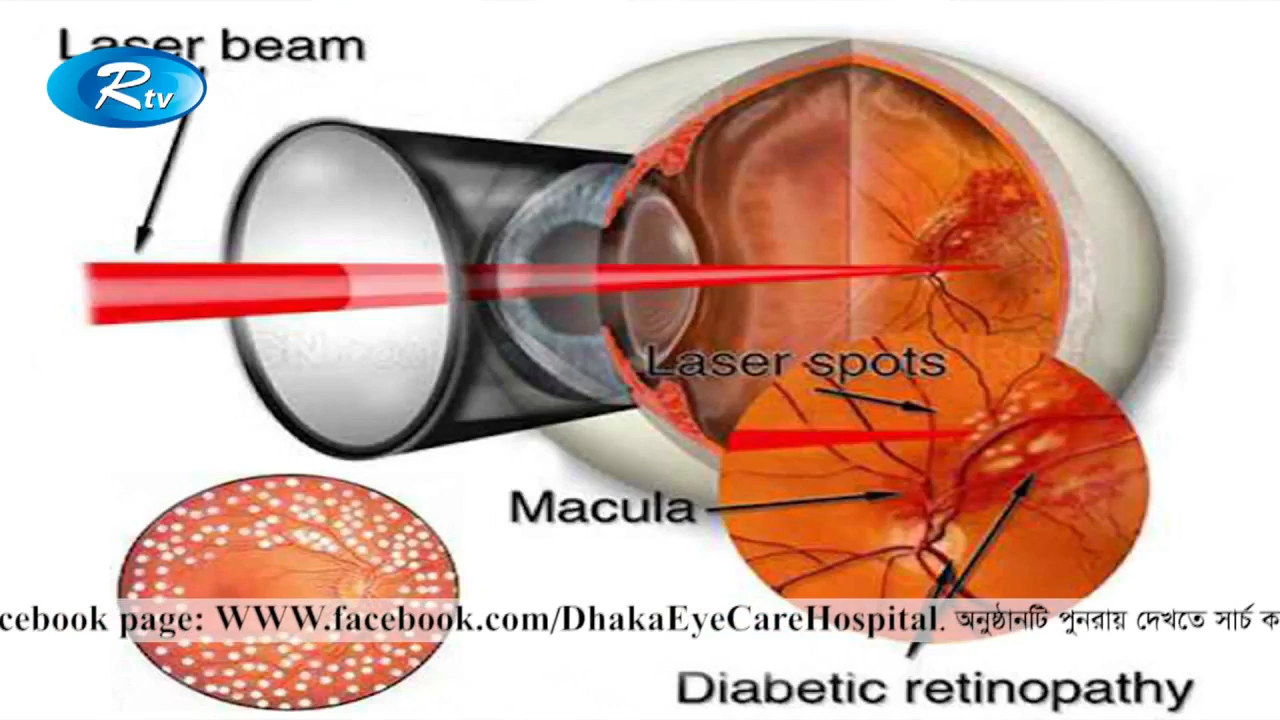 Laser beam
Rtv
Laser spots
Macula
cebook page: WWW.facebook.com/DhakaEyeCareHospital. অনুষ্ঠানটি পুনরায় দেখতে সার্চ ক
Diabetic retinopathy